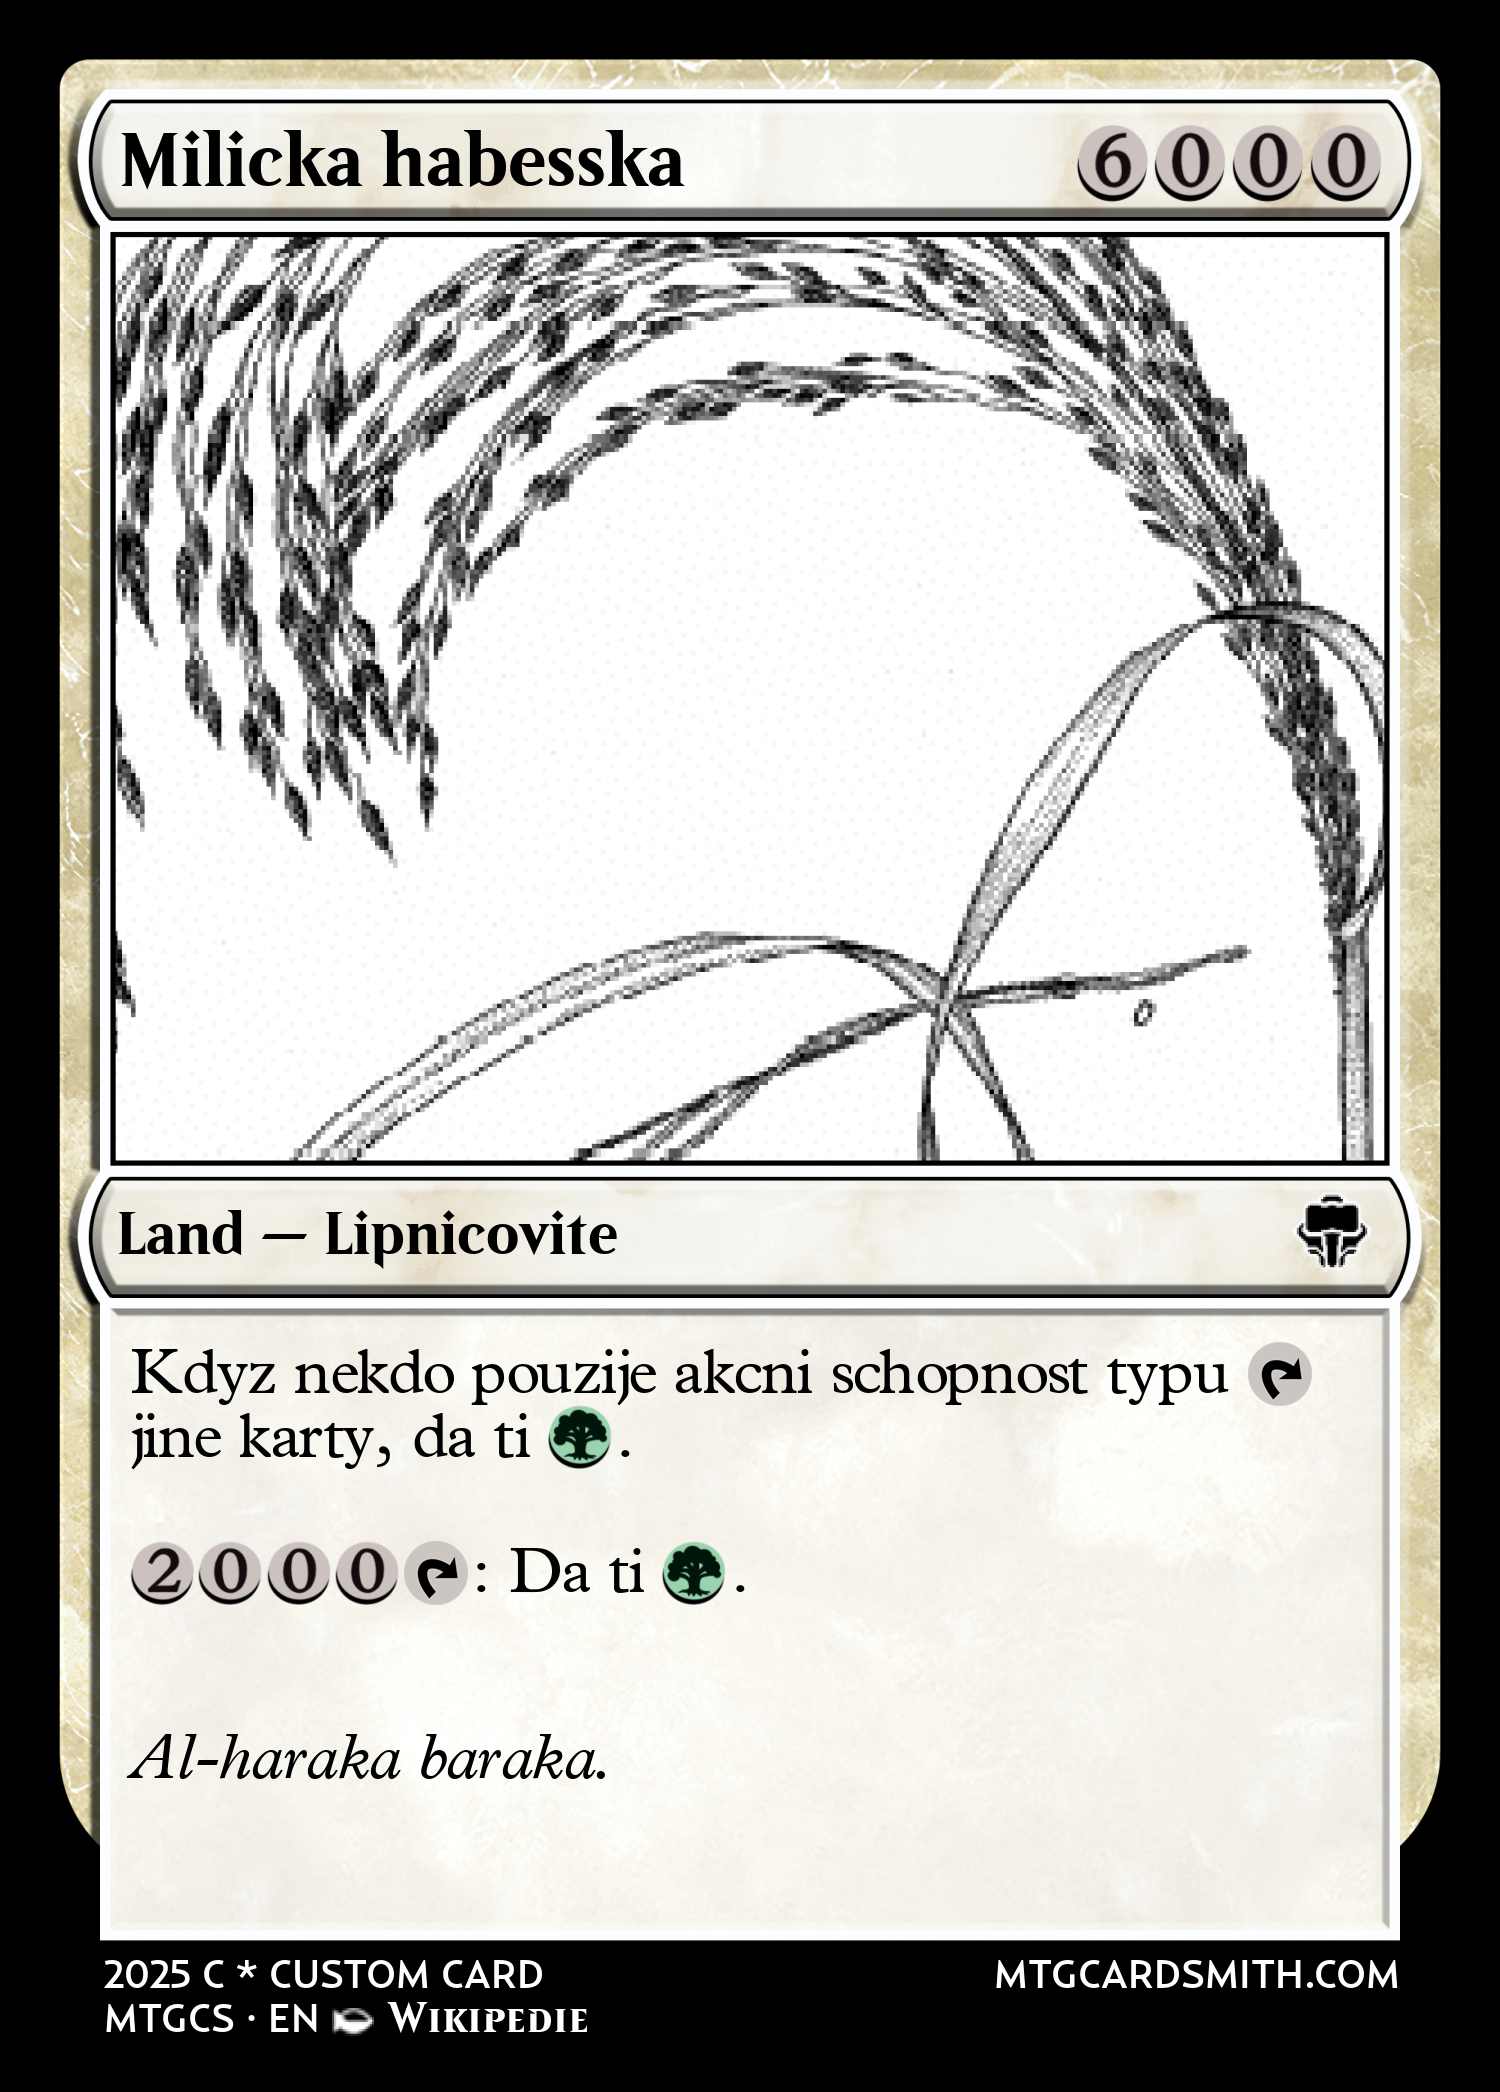 Milicka habesska 6000
0
Land — Lipnicovite
Kdyz nekdo pouzije akcni schopnost typu
jine karty, da ti .
2000: Da ti .
Al-haraka baraka.
2025 C * CUSTOM CARD MTGCARDSMITH.COM
MTGCS · EN WIKIPEDIE